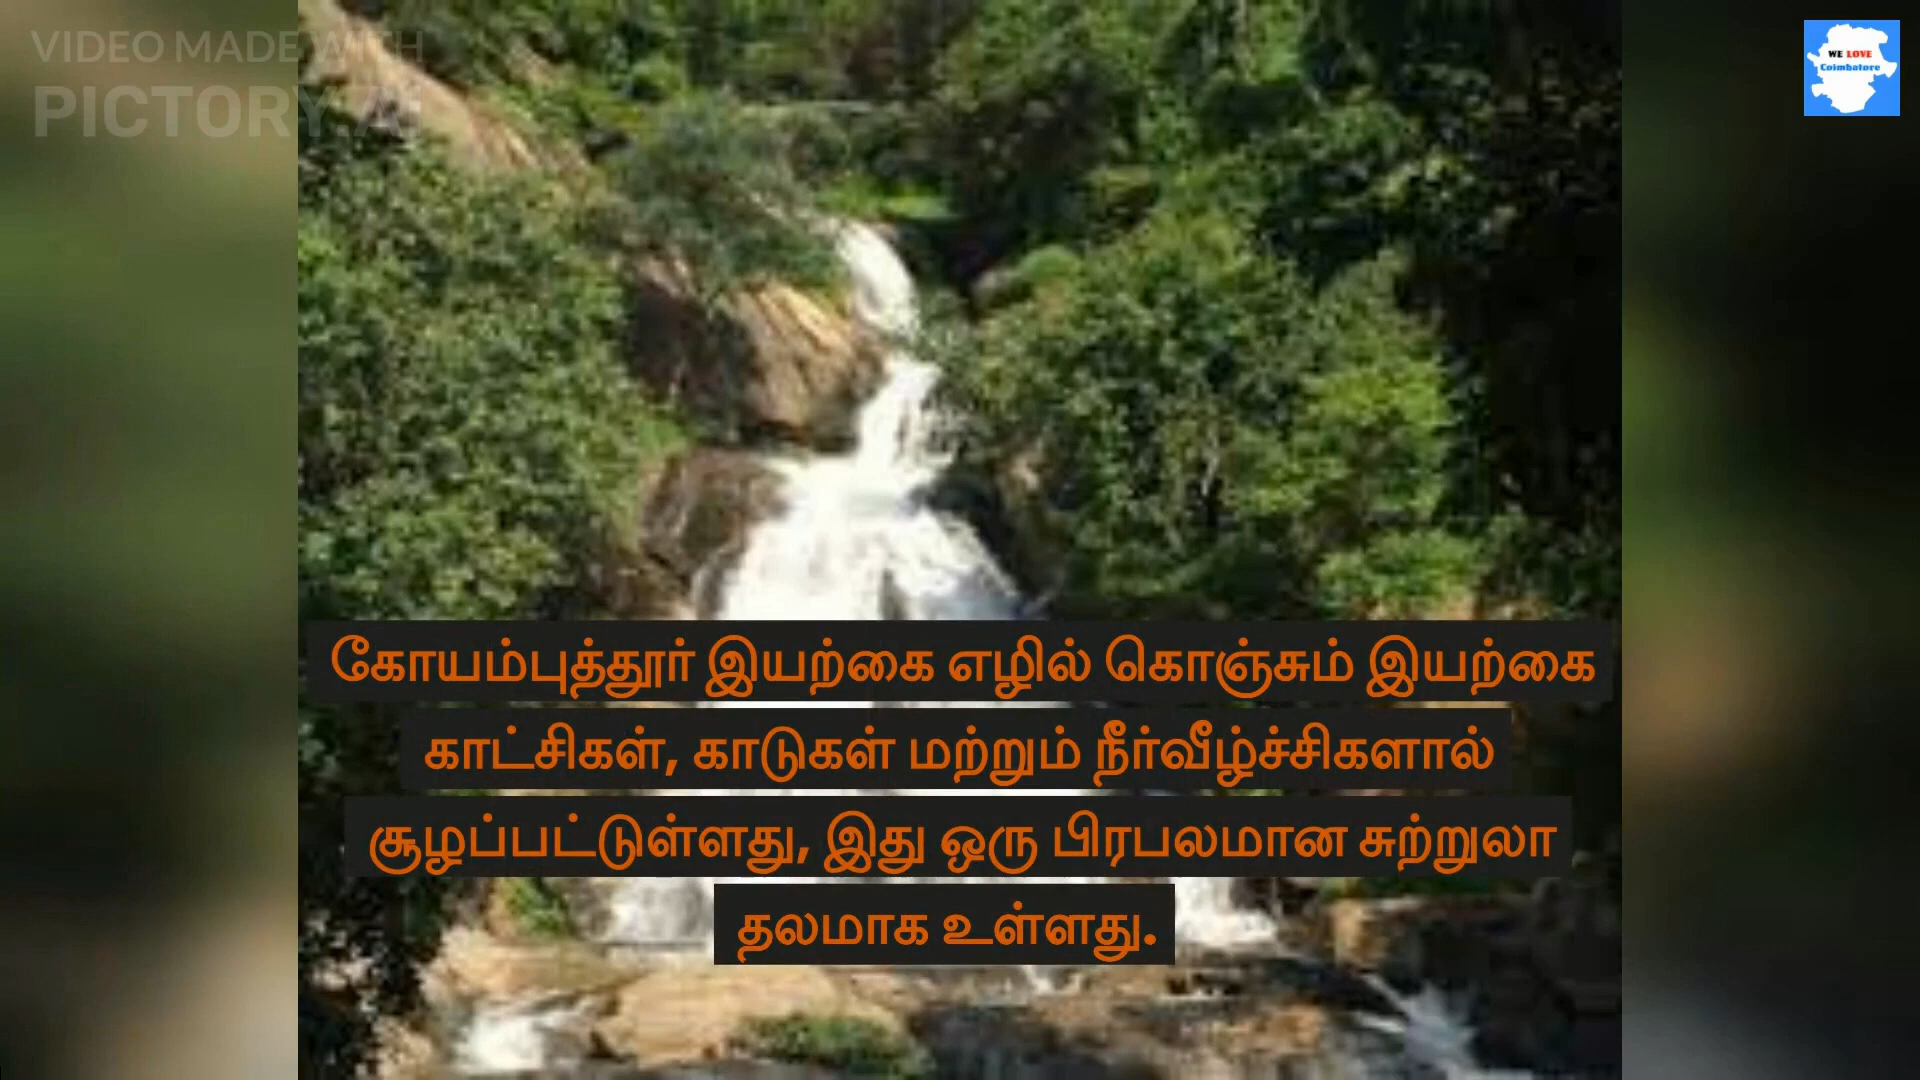 VIDEO MADE WITH
PICTORY.AI
WE LOVE
Coimbatore
கோயம்புத்தூர் இயற்கை எழில் கொஞ்சும் இயற்கை
காட்சிகள், காடுகள் மற்றும் நீர்வீழ்ச்சிகளால்
சூழப்பட்டுள்ளது, இது ஒரு பிரபலமான சுற்றுலா
தலமாக உள்ளது.